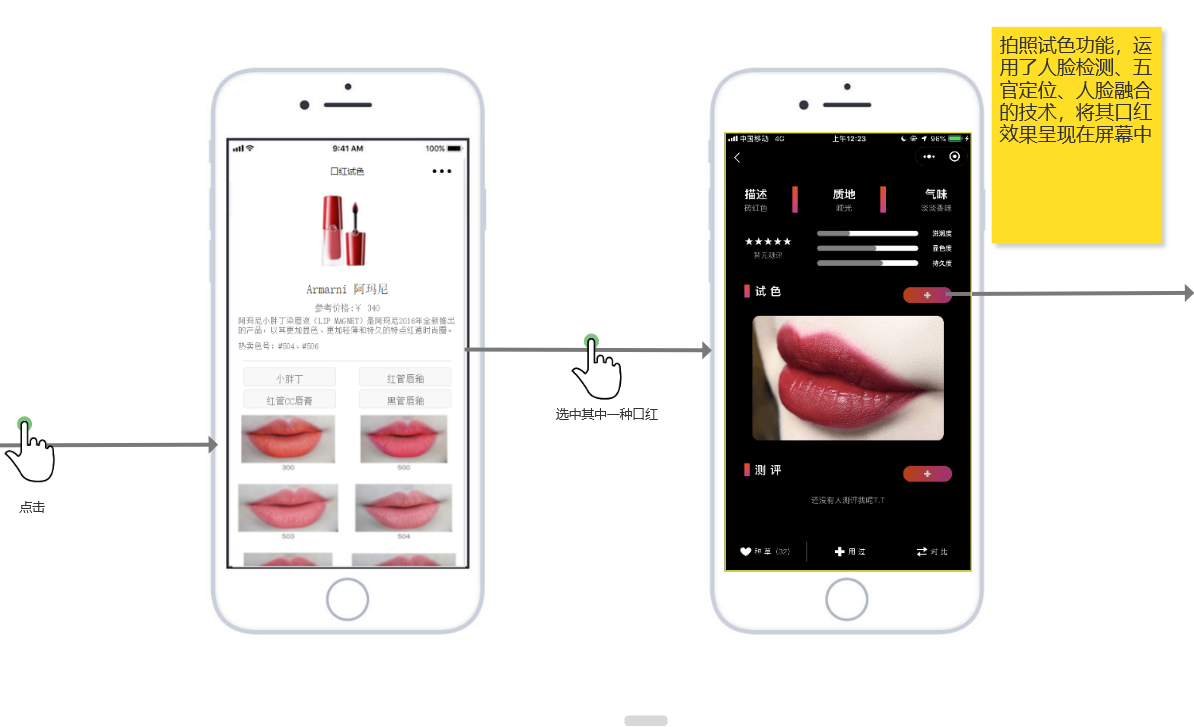 拍照试色功能，运
用了人脸检测、五
官定位、人脸融合
的技术，将其口红
效果呈现在屏幕中
9:41 AM
100%
口红试色
Armarni 阿玛尼
参考价格:￥ 340
阿玛尼小胖丁染唇液（LIP MAGNET）是阿玛尼2016年全新推出
的产品，以其更加显色，更加轻薄和持久的特点红遍时尚圈。
热卖色号：#504，#506
小胖丁
红管唇釉
红管CC唇膏
黑管唇釉
300
500
503
504
点击
选中其中一种口红
中国移动 4G
上午12:23
96%
描述
质地
气味
砖红色
哑光
淡淡香味
滋润度
显色度
暂无测评
持久度
试色
测评
还没有人测评我呢T.T
种草 (32)
用过
对比